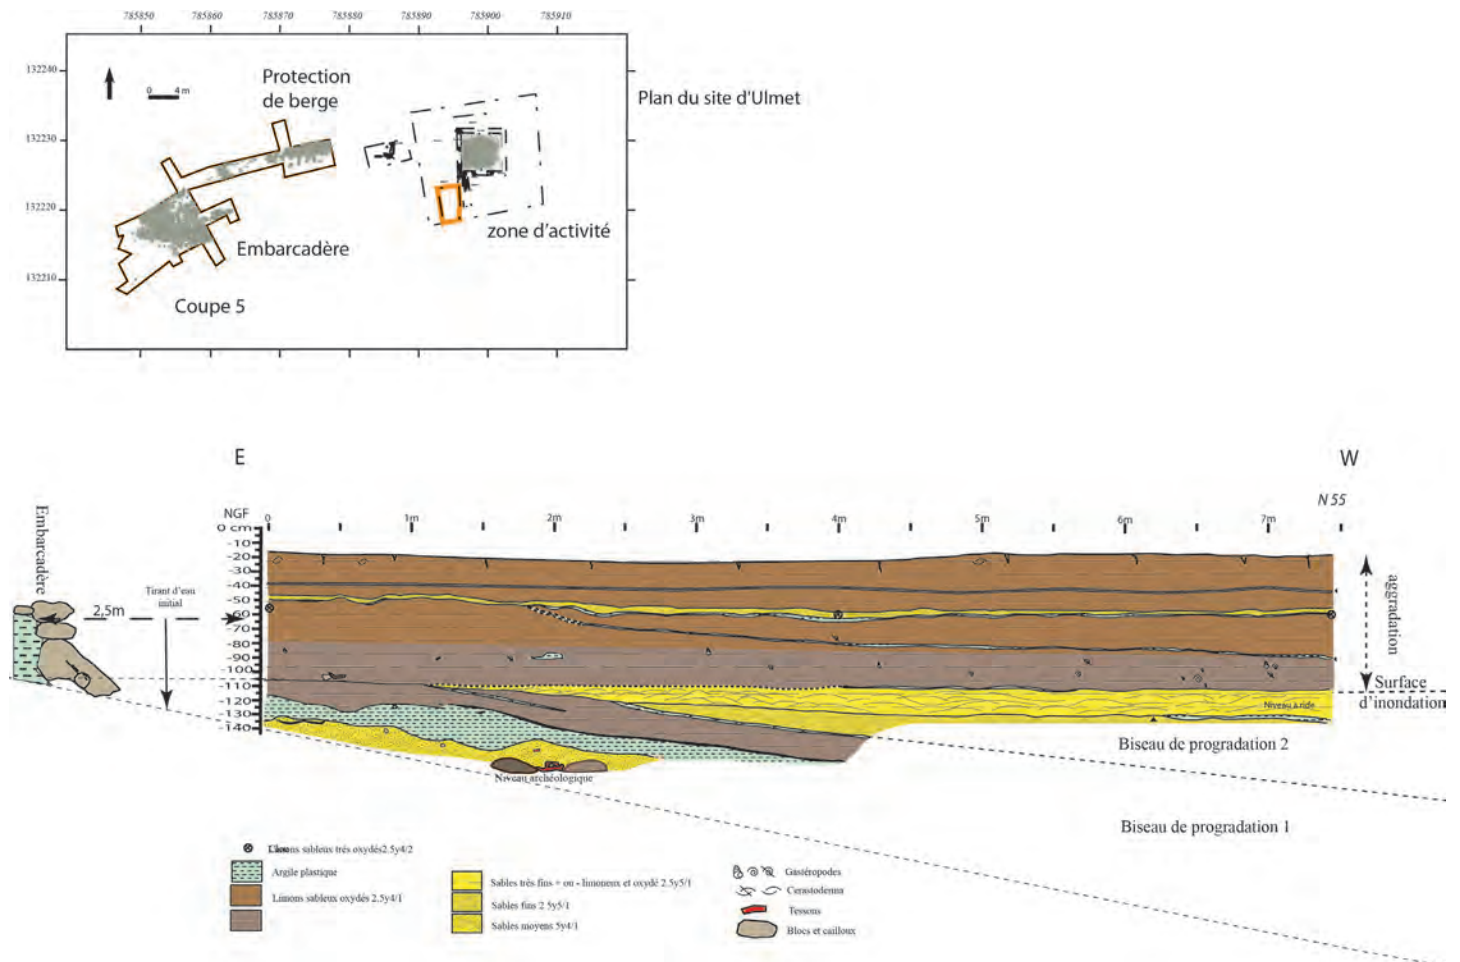 785850 785860 785870 785880 785890 785900 785910
132240
132230
132220
132210
0 4 m
Protection
de berge
Plan du site d'Ulmet
zone d'activité
Embarcadère
Coupe 5
E
W
N 55
Embarcadère
NGF
0 1m 2m 3m 4m 5m 6m 7m
0 cm
-10
-20
-30
-40
-50
-60
-70
-80
-90
-100
-110
-120
-130
-140
Tirant d'eau
initial
2,5m
aggradation
Surface
d'inondation
Niveau à ride
Niveau archéologique
Biseau de progradation 2
Biseau de progradation 1
Limons sableux très oxydés2.5y4/2
Argile plastique
Limons sableux oxydés 2.5y4/1
Sables très fins + ou - limoneux et oxydé 2.5y5/1
Sables fins 2 5y5/1
Sables moyens 5y4/1
Gastéropodes
Cerastodenna
Tessons
Blocs et cailloux